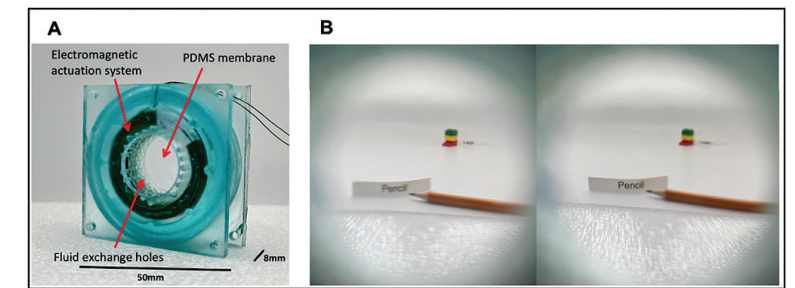 A
B
Electromagnetic
actuation system
PDMS membrane
Fluid exchange holes
50mm
8mm
Lego
Pencil
Pencil